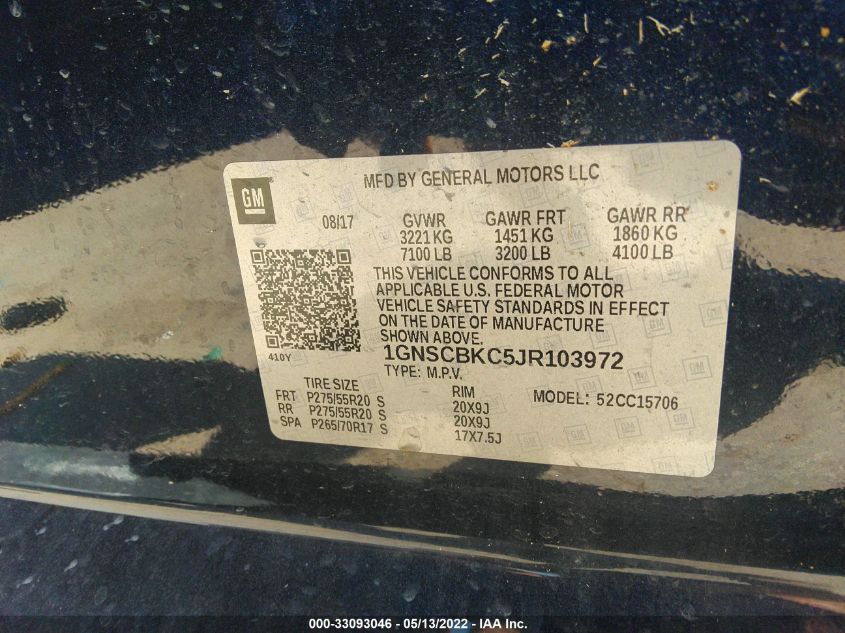 GM
MFD BY GENERAL MOTORS LLC
08/17 GVWR GAWR FRT GAWR RR
3221 KG 1451 KG 1860 KG
7100 LB 3200 LB 4100 LB
THIS VEHICLE CONFORMS TO ALL
APPLICABLE U.S. FEDERAL MOTOR
VEHICLE SAFETY STANDARDS IN EFFECT
ON THE DATE OF MANUFACTURE
SHOWN ABOVE.
410Y 1GNSCBKC5JR103972
TYPE: M.P.V.
TIRE SIZE RIM MODEL: 52CC15706
FRT P275/55R20 S 20X9J
RR P275/55R20 S 20X9J
SPA P265/70R17 S 17X7.5J
000-33093046 - 05/13/2022 - IAA Inc.